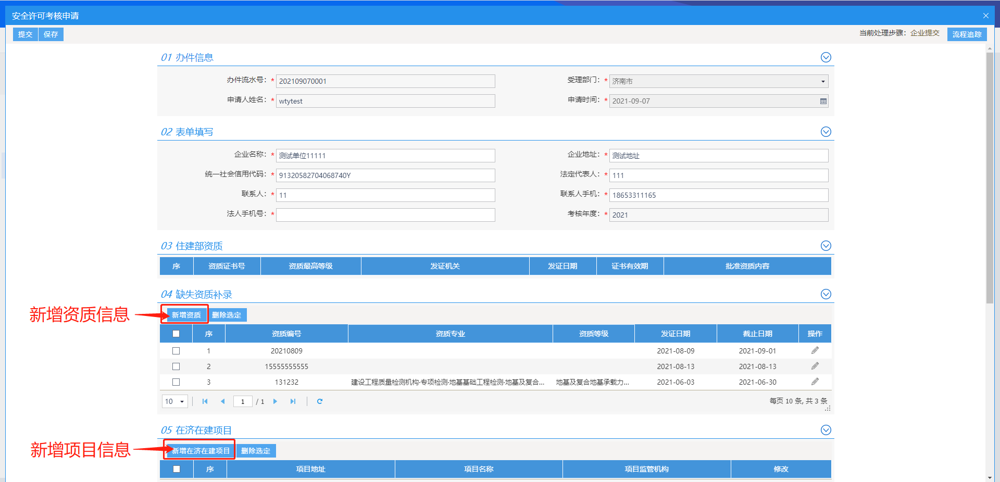 安全许可考核申请
提交 保存 当前处理步骤：企业提交 流程追踪
01 办件信息
办件流水号：* 202109070001 受理部门：* 济南市
申请人姓名：* wtytest 申请时间：* 2021-09-07
02 表单填写
企业名称：* 测试单位11111 企业地址：* 测试地址
统一社会信用代码：* 91320582704068740Y 法定代表人：* 111
联系人：* 11 联系人手机：* 18653311165
法人手机号：* 考核年度：* 2021
03 住建部资质
序 资质证书号 资质最高等级 发证机关 发证日期 证书有效期 批准资质内容
04 缺失资质补录
新增资质信息 新增资质 删除选定
序 资质编号 资质专业 资质等级 发证日期 截止日期 操作
1 20210809 2021-08-09 2021-09-01
2 15555555555 2021-08-13 2021-08-13
3 131232 建设工程质量检测机构·专项检测·地基基础工程检测·地基及复合... 地基及复合地基承载力... 2021-06-03 2021-06-30
10 1 / 1 每页 10 条, 共 3 条
05 在济在建项目
新增项目信息 新增在济在建项目 删除选定
序 项目地址 项目名称 项目监管机构 修改